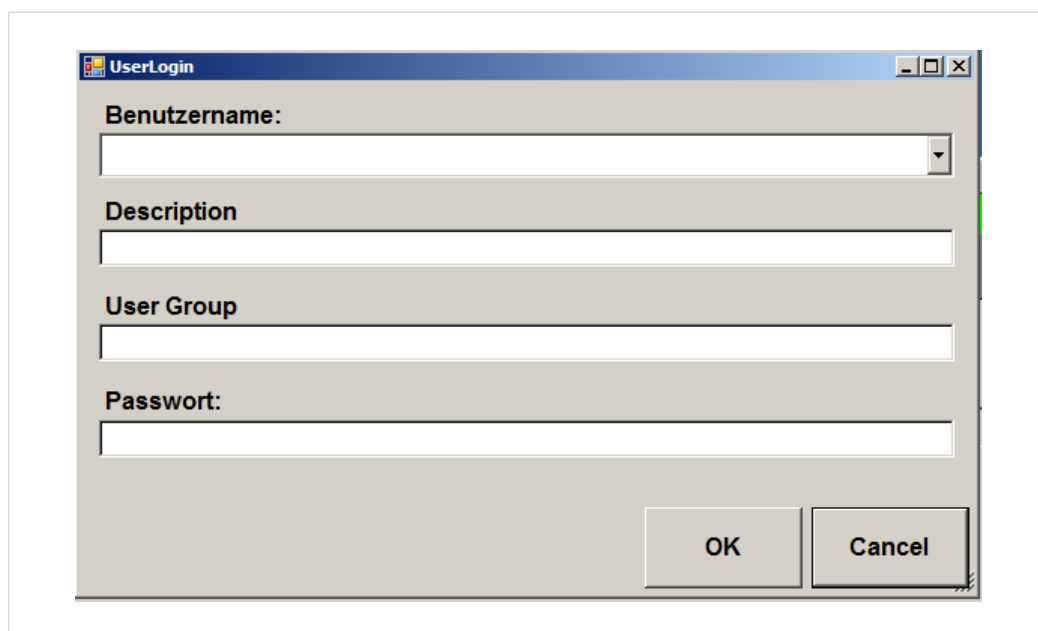 UserLogin
Benutzername:
Description
User Group
Passwort:
OK Cancel